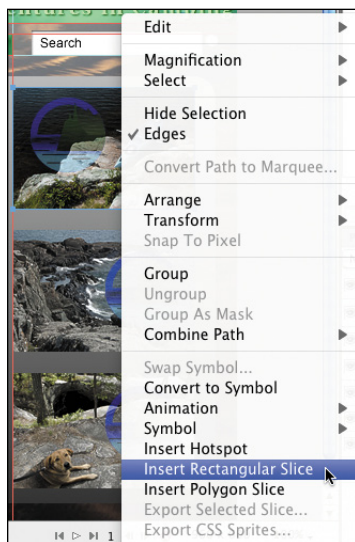 Search
Edit
Magnification
Select
Hide Selection
Edges
Convert Path to Marquee...
Arrange
Transform
Snap To Pixel
Group
Ungroup
Group As Mask
Combine Path
Swap Symbol...
Convert to Symbol
Animation
Symbol
Insert Hotspot
Insert Rectangular Slice
Insert Polygon Slice
Export Selected Slice...
Export CSS Sprites...
1